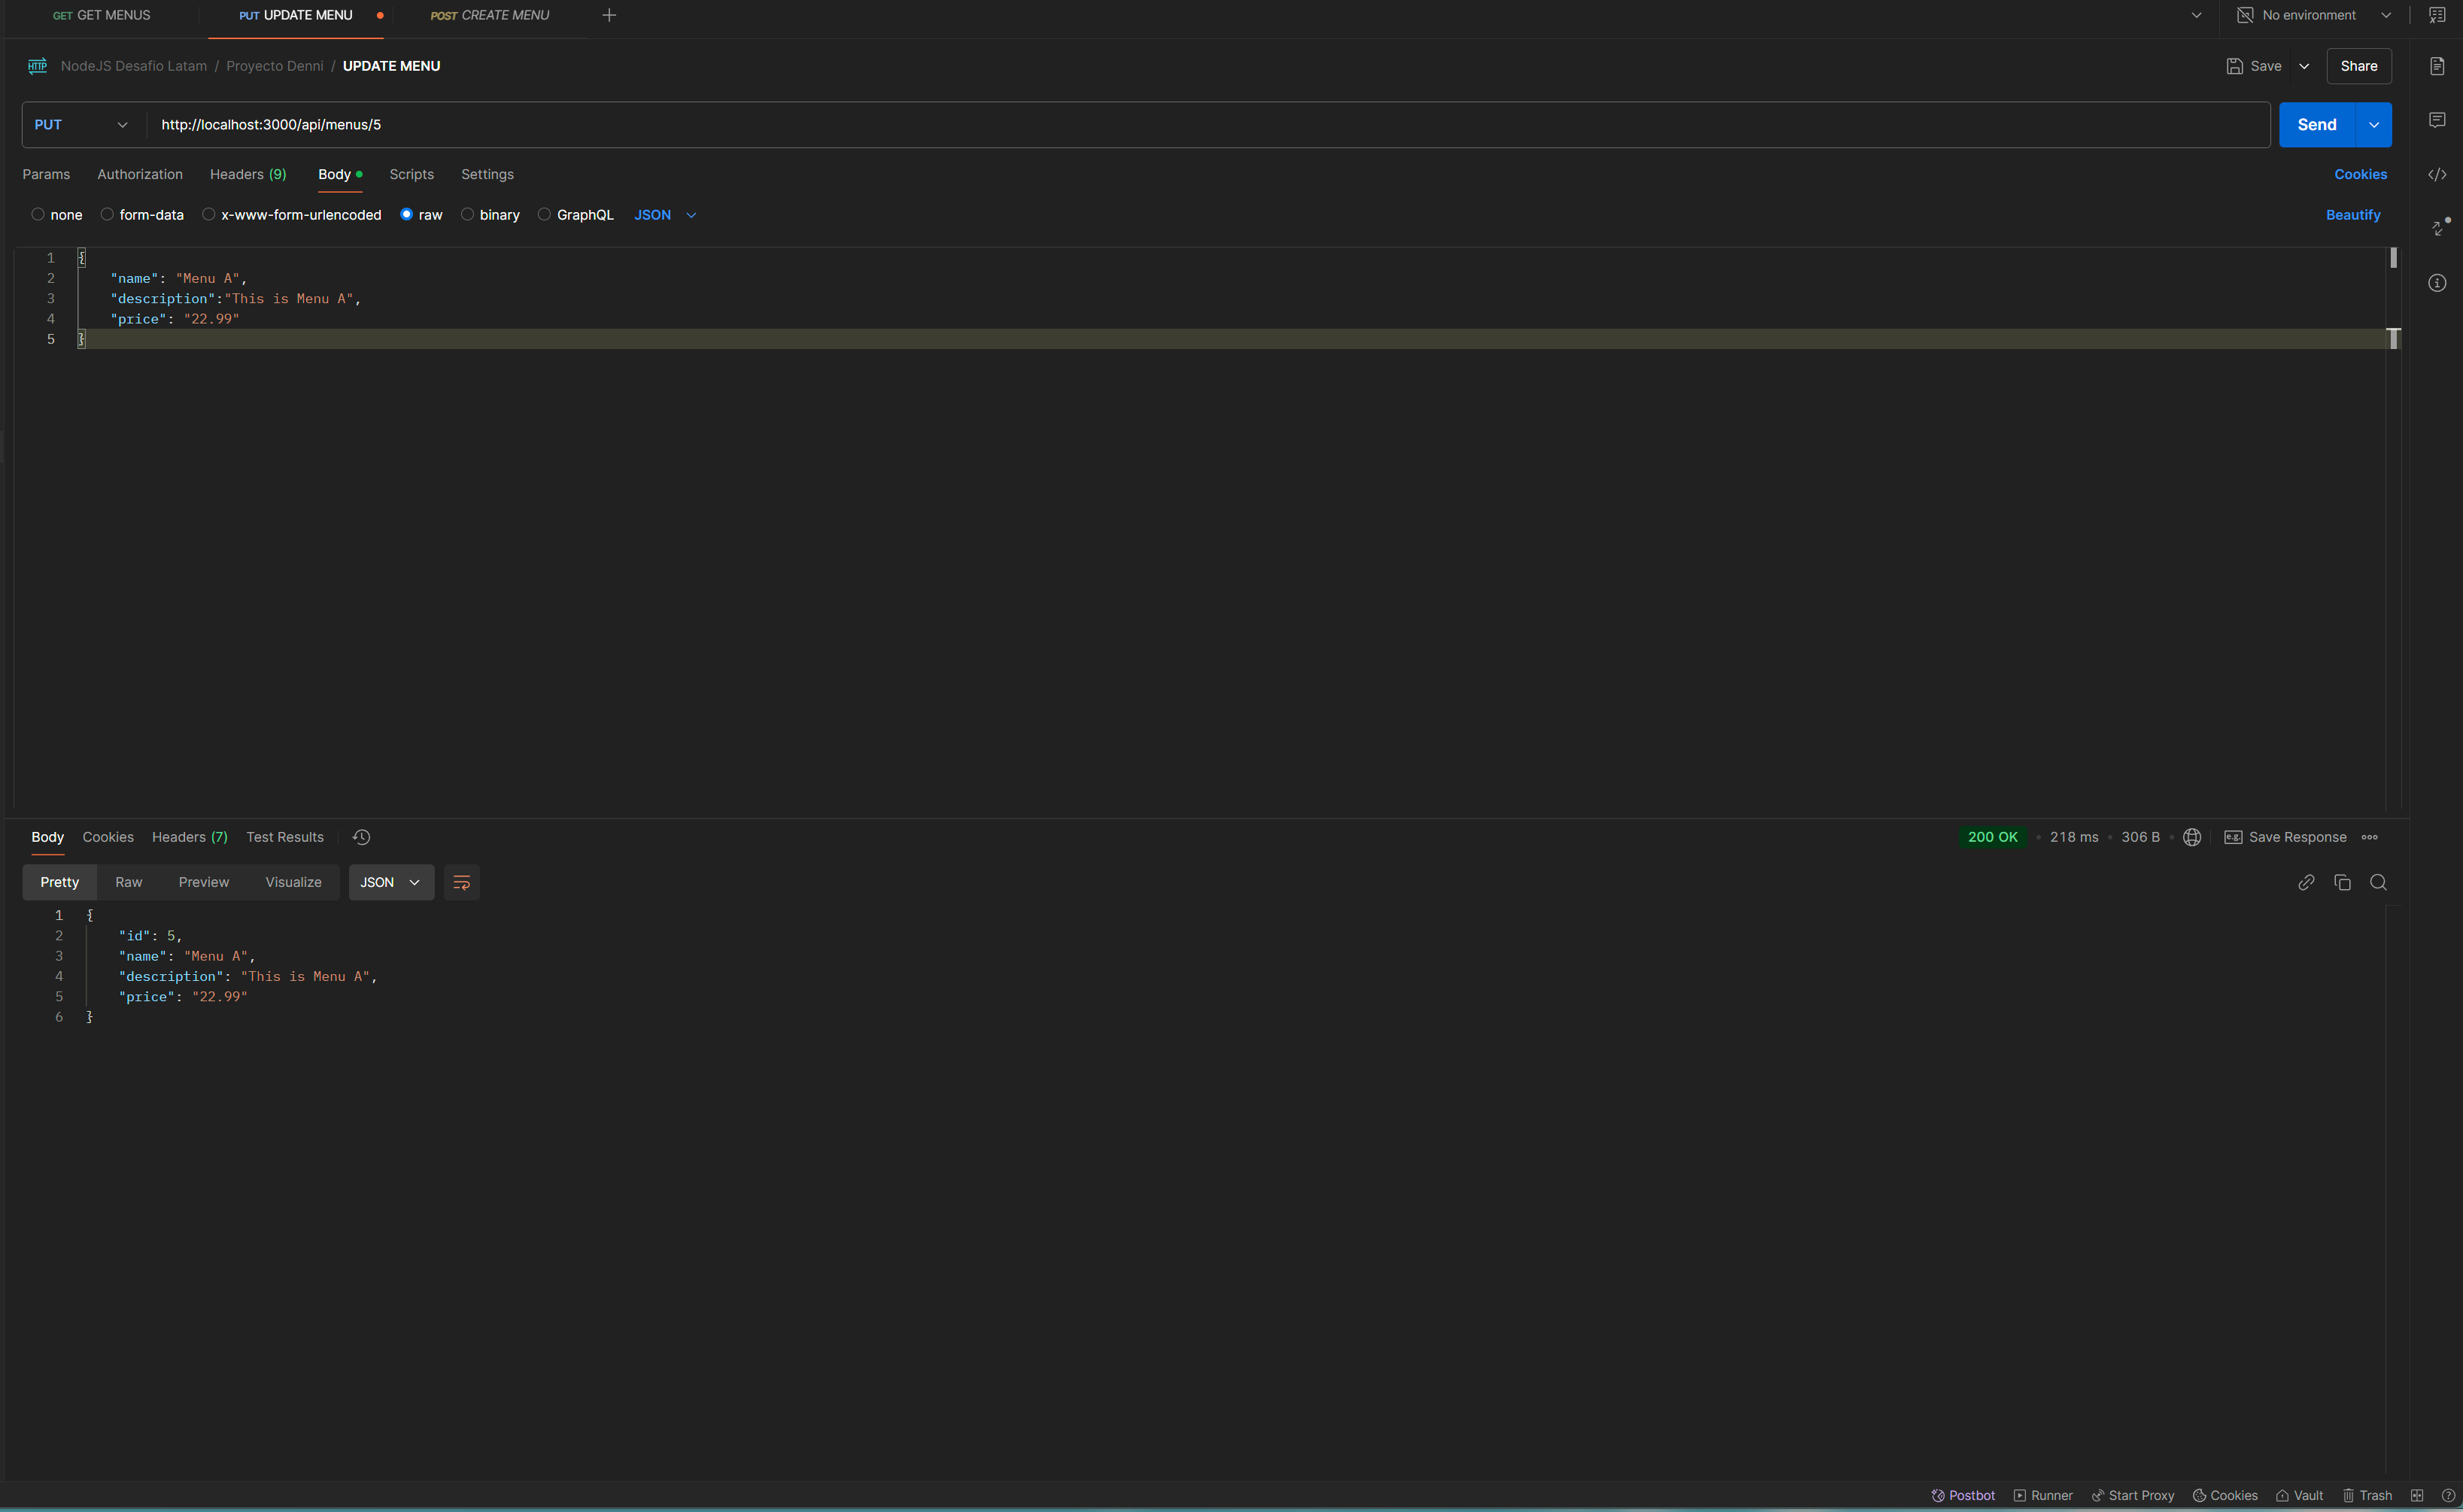 GET GET MENUS PUT UPDATE MENU POST CREATE MENU No environment
HTTP NodeJS Desafio Latam / Proyecto Denni / UPDATE MENU Save Share
PUT http://localhost:3000/api/menus/5 Send
Params Authorization Headers (9) Body Scripts Settings Cookies
none form-data x-www-form-urlencoded raw binary GraphQL JSON Beautify
1 {
2 "name": "Menu A",
3 "description":"This is Menu A",
4 "price": "22.99"
5 }
Body Cookies Headers (7) Test Results 200 OK 218 ms 306 B e.g. Save Response
Pretty Raw Preview Visualize JSON
1 {
2 "id": 5,
3 "name": "Menu A",
4 "description": "This is Menu A",
5 "price": "22.99"
6 }
Postbot Runner Start Proxy Cookies Vault Trash